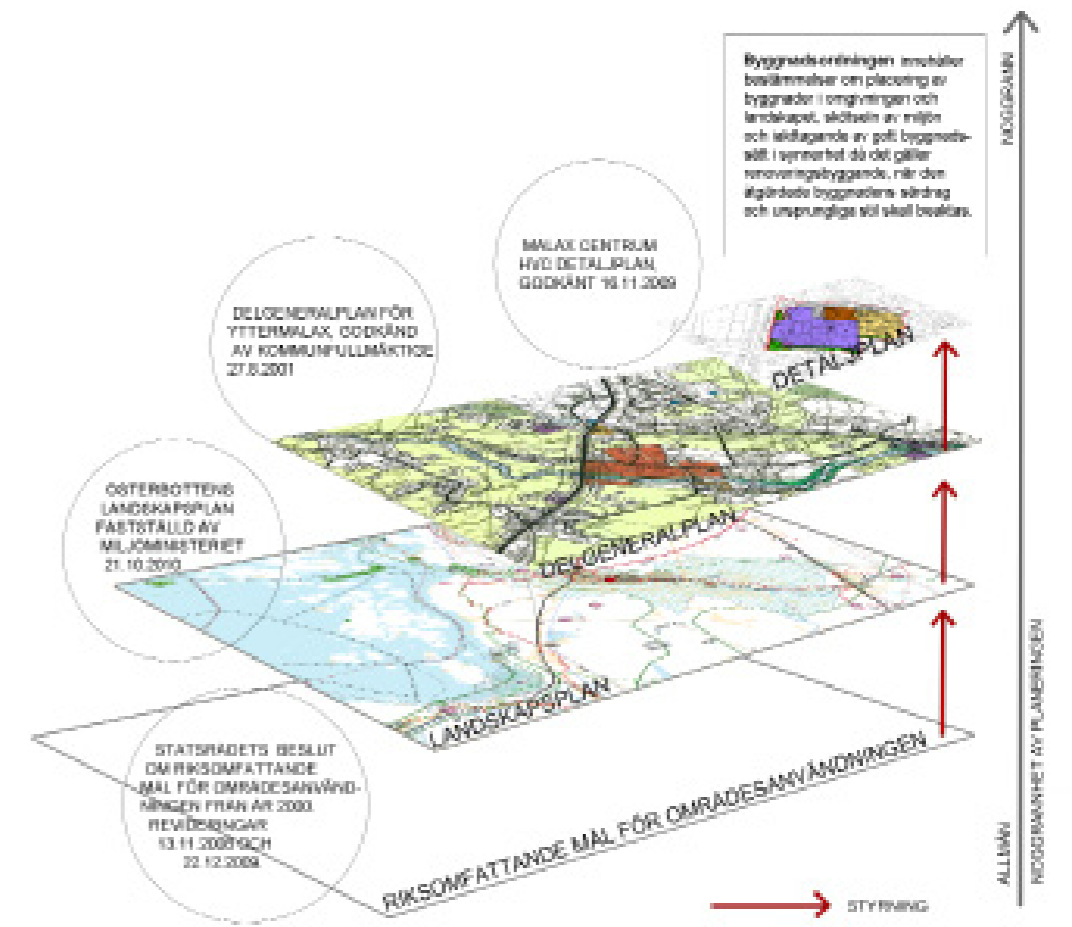 Byggnadsordningen innehåller
bestämmelser om placering av
byggnader i omgivningen och
landskapet, skötseln av miljön
och iakttagande av gott byggnads-
sätt i synnerhet då det gäller
renoveringsbyggande, när den
åtgärdade byggnadens särdrag
och ursprungliga stil skall beaktas.
NOGGRANN
MALAX CENTRUM
HVC DETALJPLAN,
GODKÄNT 16.11.2009
DELGENERALPLAN FÖR
YTTERMALAX, GODKÄND
AV KOMMUNFULLMÄKTIGE
27.8.2001
DETALJPLAN
ÖSTERBOTTENS
LANDSKAPSPLAN
FASTSTÄLLD AV
MILJÖMINISTERIET
21.10.2010
DELGENERALPLAN
LANDSKAPSPLAN
STATSRÅDETS BESLUT
OM RIKSOMFATTANDE
MÅL FÖR OMRÅDESANVÄND-
NINGEN FRÅN ÅR 2000.
REVIDERINGAR
13.11.2008 OCH
22.12.2009
RIKSOMFATTANDE MÅL FÖR OMRÅDESANVÄNDNINGEN
STYRNING
ALLMÄN
NOGGRANNHET AV PLANERINGEN